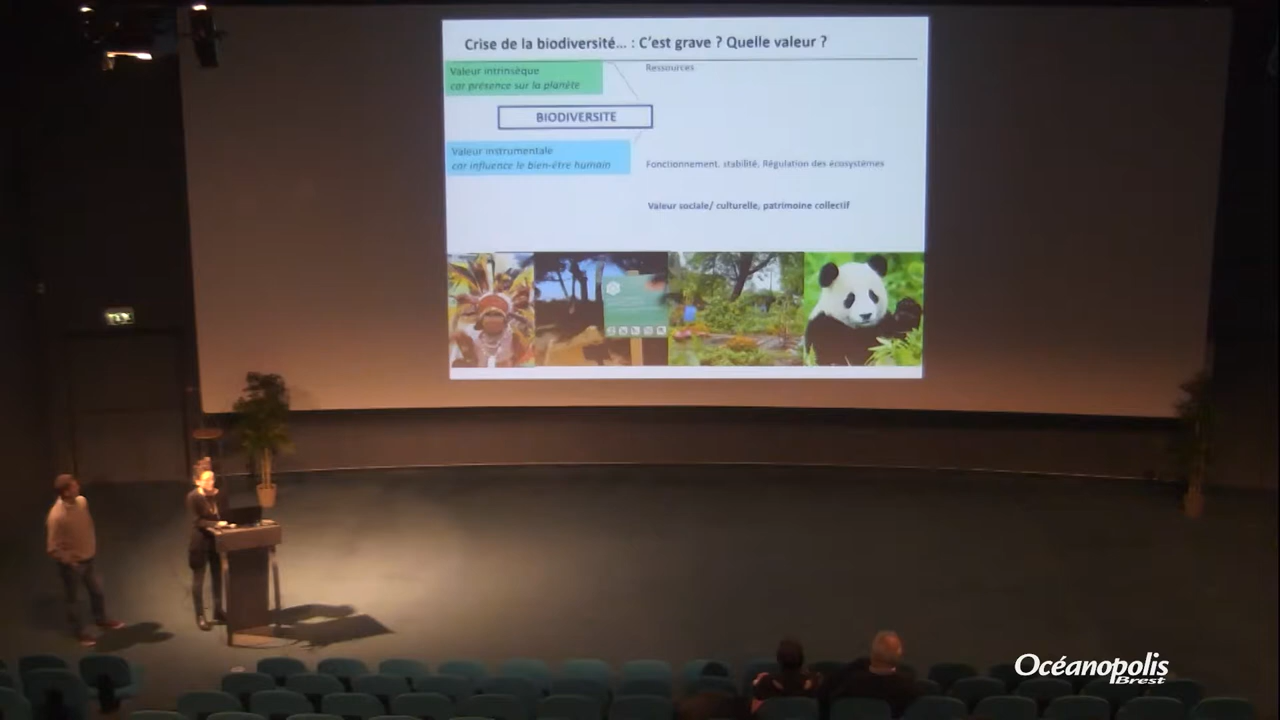 Crise de la biodiversité... : C'est grave ? Quelle valeur ?
Valeur intrinsèque
car présence sur la planète
Ressources
BIODIVERSITE
Valeur instrumentale
car influence le bien-être humain
Fonctionnement, stabilité, Régulation des écosystèmes
Valeur sociale/ culturelle, patrimoine collectif
Océanopolis
Brest